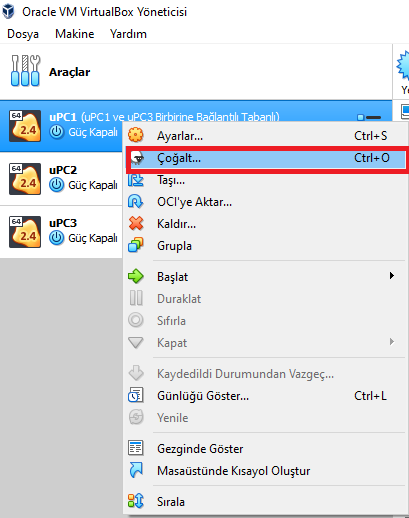 Oracle VM VirtualBox Yöneticisi
Dosya Makine Yardım
Araçlar
64 2.4 uPC1 (uPC1 ve uPC3 Birbirine Bağlantılı Tabanlı)
Güç Kapalı
64 2.4 uPC2
Güç Kapalı
64 2.4 uPC3
Güç Kapalı
Ayarlar... Ctrl+S
Çoğalt... Ctrl+O
Taşı...
OCI'ye Aktar...
Kaldır...
Grupla
Başlat
Duraklat
Sıfırla
Kapat
Kaydedildi Durumundan Vazgeç...
Günlüğü Göster... Ctrl+L
Yenile
Gezginde Göster
Masaüstünde Kısayol Oluştur
Sırala